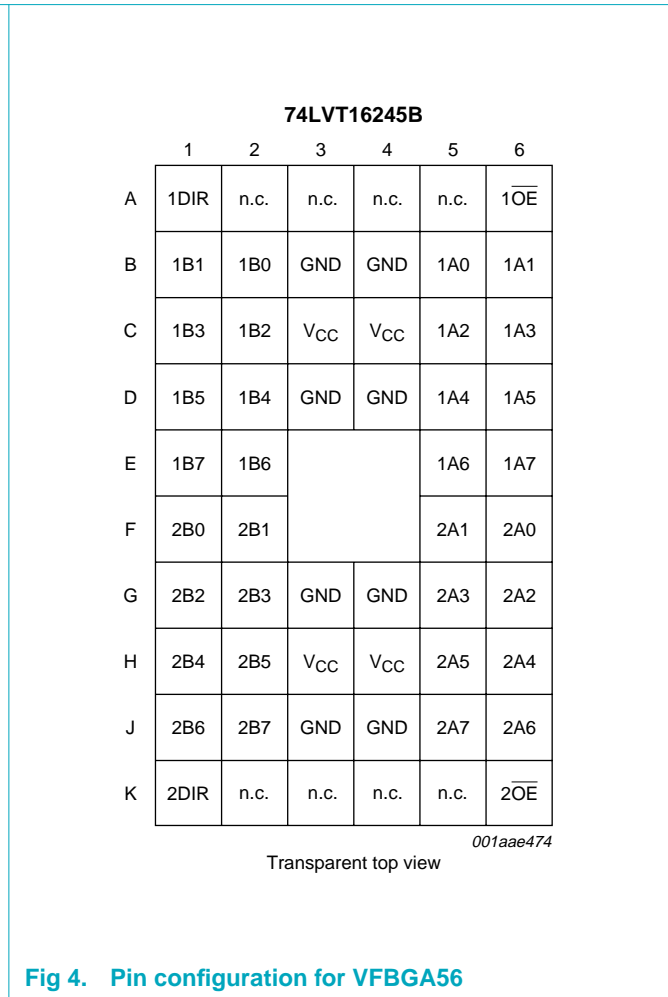 74LVT16245B
1 2 3 4 5 6
A 1DIR n.c. n.c. n.c. n.c. 1O̅E̅
B 1B1 1B0 GND GND 1A0 1A1
C 1B3 1B2 VCC VCC 1A2 1A3
D 1B5 1B4 GND GND 1A4 1A5
E 1B7 1B6 1A6 1A7
F 2B0 2B1 2A1 2A0
G 2B2 2B3 GND GND 2A3 2A2
H 2B4 2B5 VCC VCC 2A5 2A4
J 2B6 2B7 GND GND 2A7 2A6
K 2DIR n.c. n.c. n.c. n.c. 2O̅E̅
001aae474
Transparent top view
Fig 4. Pin configuration for VFBGA56